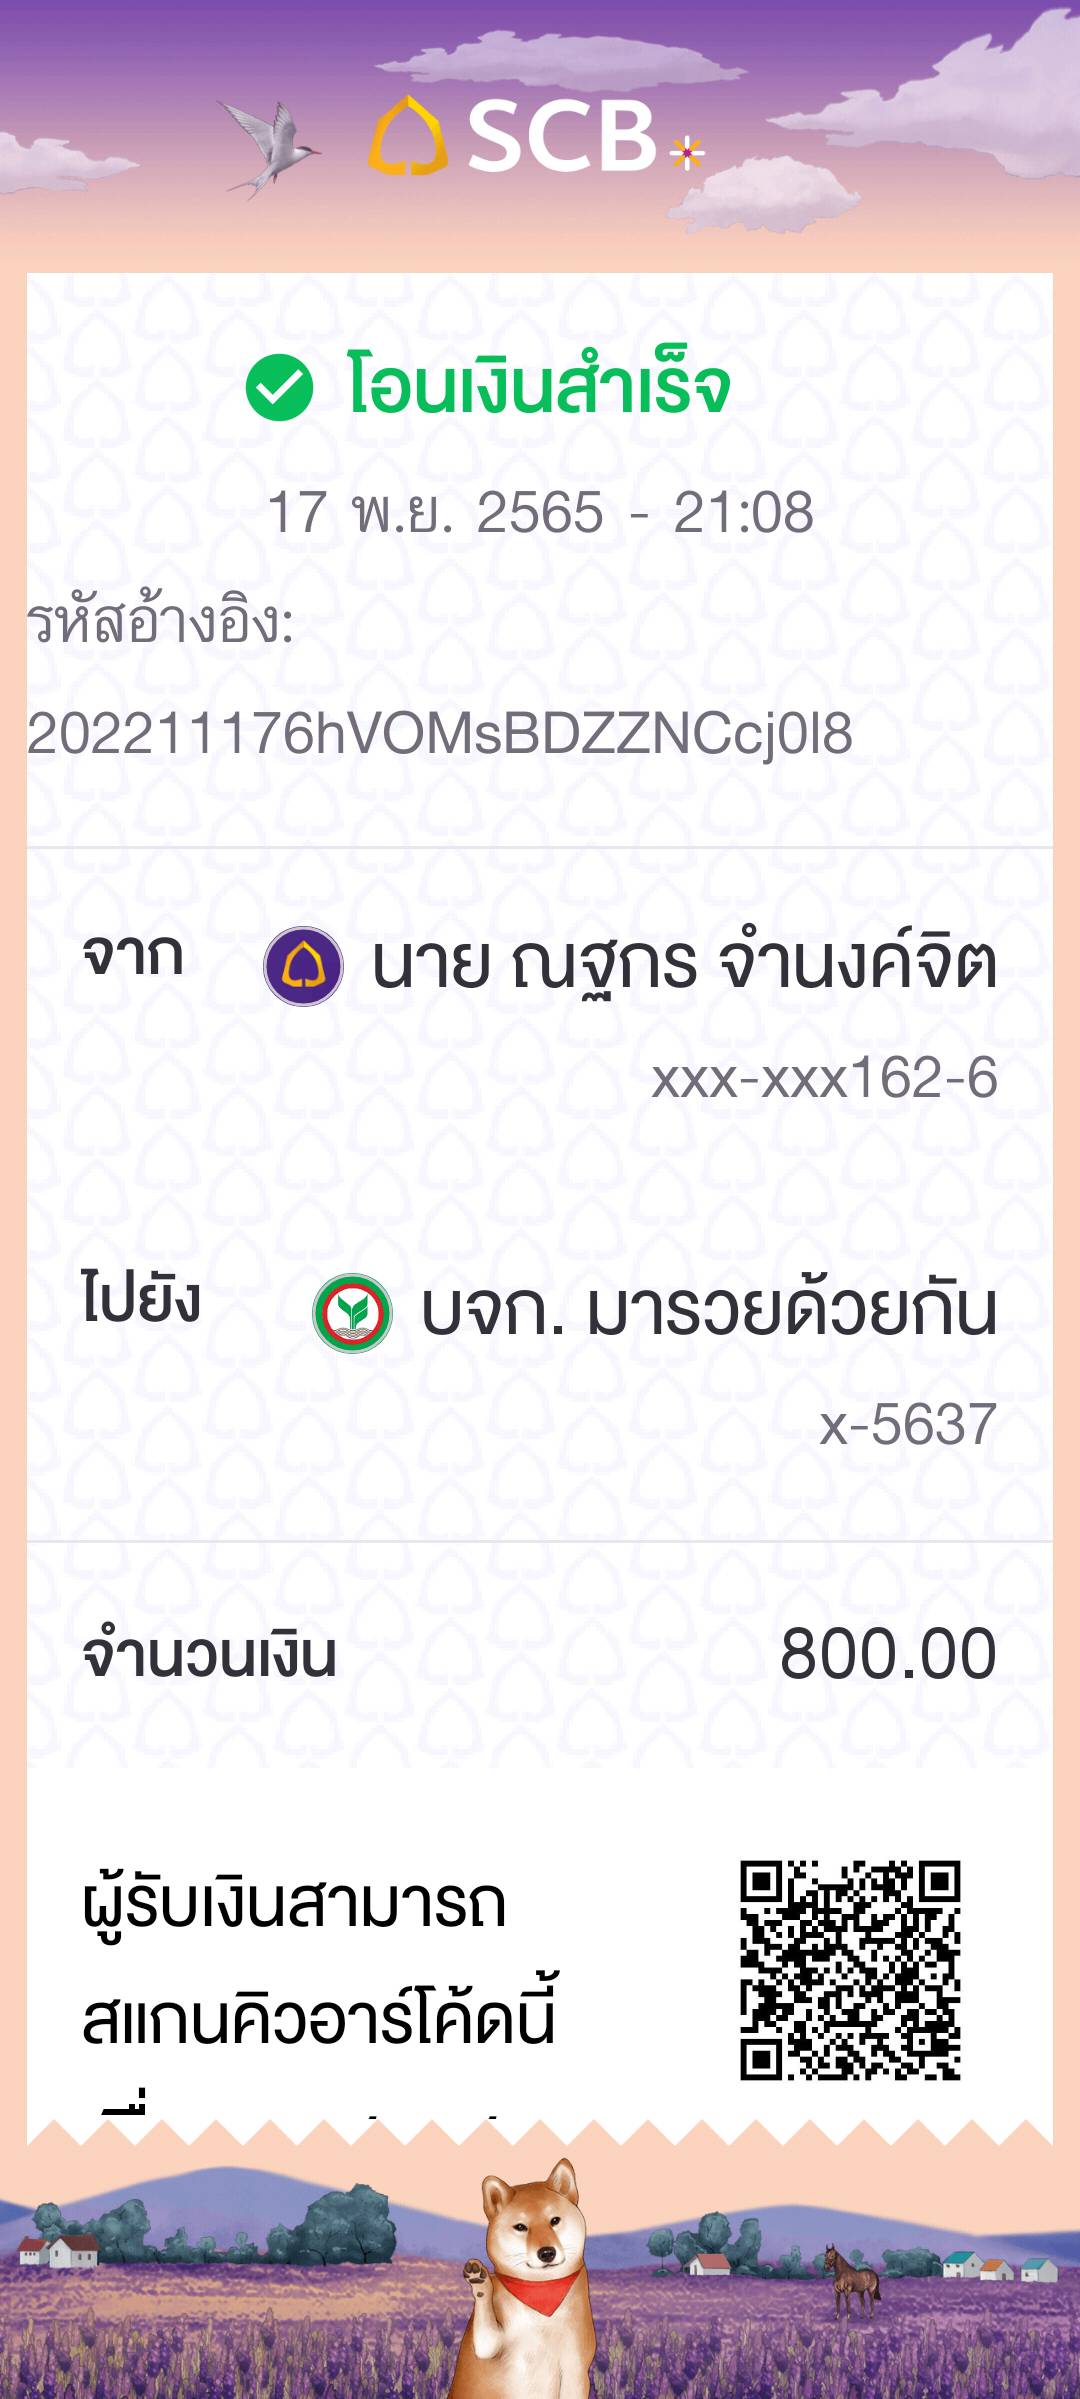 SCB
โอนเงินสำเร็จ
17 พ.ย. 2565 - 21:08
รหัสอ้างอิง:
202211176hVOMsBDZZNCcj0l8
จาก นาย ณฐกร จำนงค์จิต
xxx-xxx162-6
ไปยัง บจก. มารวยด้วยกัน
x-5637
จำนวนเงิน 800.00
ผู้รับเงินสามารถ
สแกนคิวอาร์โค้ดนี้